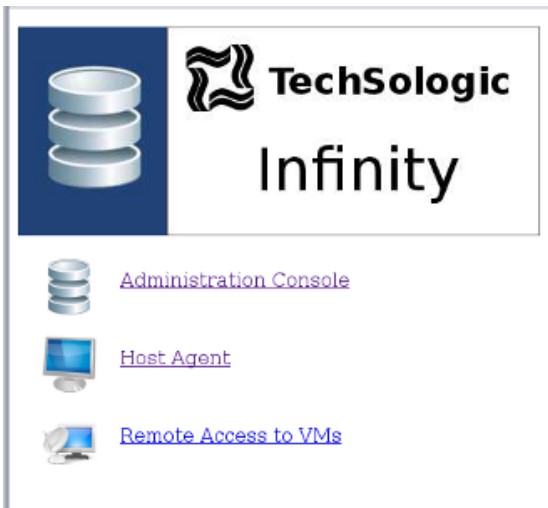 TechSologic
Infinity
Administration Console
Host Agent
Remote Access to VMs